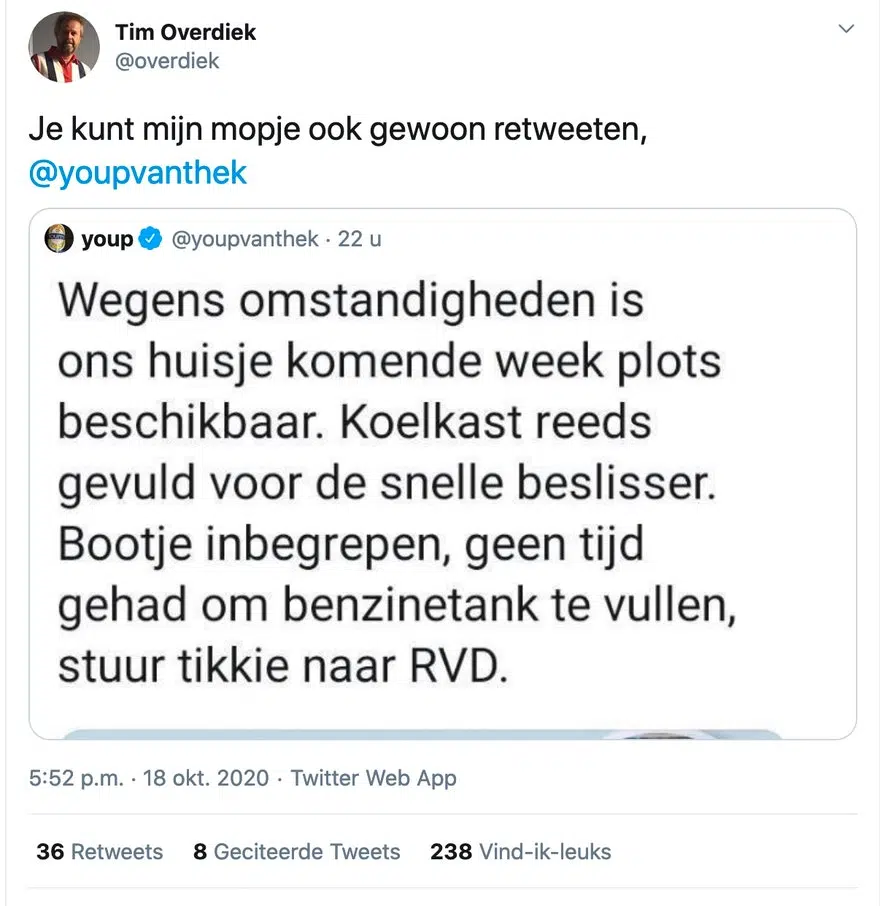 Tim Overdiek
@overdiek
Je kunt mijn mopje ook gewoon retweeten,
@youpvanthek
youp @youpvanthek · 22 u
Wegens omstandigheden is
ons huisje komende week plots
beschikbaar. Koelkast reeds
gevuld voor de snelle beslisser.
Bootje inbegrepen, geen tijd
gehad om benzinetank te vullen,
stuur tikkie naar RVD.
5:52 p.m. · 18 okt. 2020 · Twitter Web App
36 Retweets 8 Geciteerde Tweets 238 Vind-ik-leuks